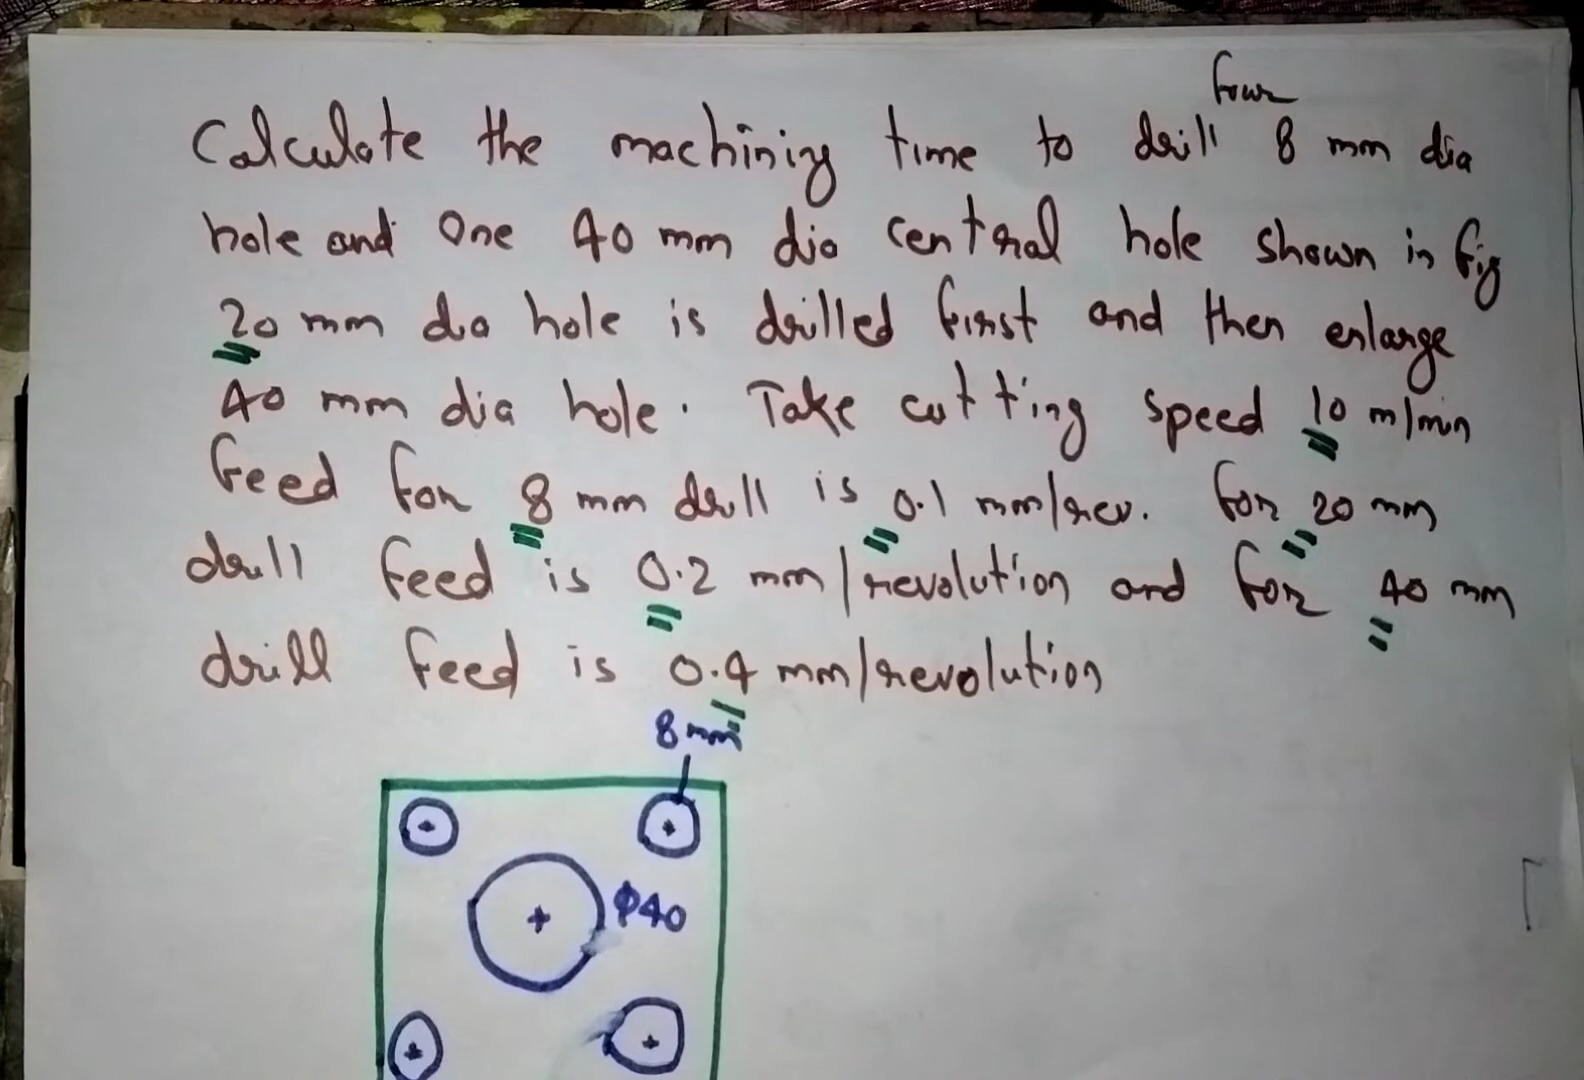 four
Calculate the machining time to drill 8 mm dia
hole and one 40 mm dia central hole shown in fig
20 mm dia hole is drilled first and then enlarge
40 mm dia hole. Take cutting speed 10 m/min
feed for 8 mm drill is 0.1 mm/rev. for 20 mm
drill feed is 0.2 mm/revolution and for 40 mm
drill feed is 0.4 mm/revolution
8 mm
φ40